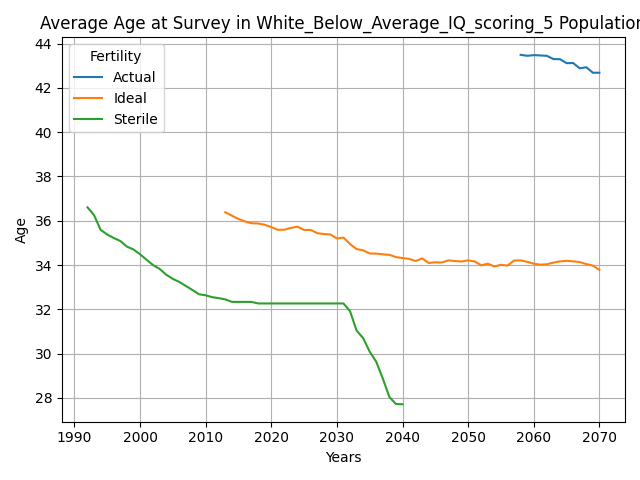 Average Age at Survey in White_Below_Average_IQ_scoring_5 Population
Fertility
Actual
Ideal
Sterile
Age
44
42
40
38
36
34
32
30
28
1990 2000 2010 2020 2030 2040 2050 2060 2070
Years